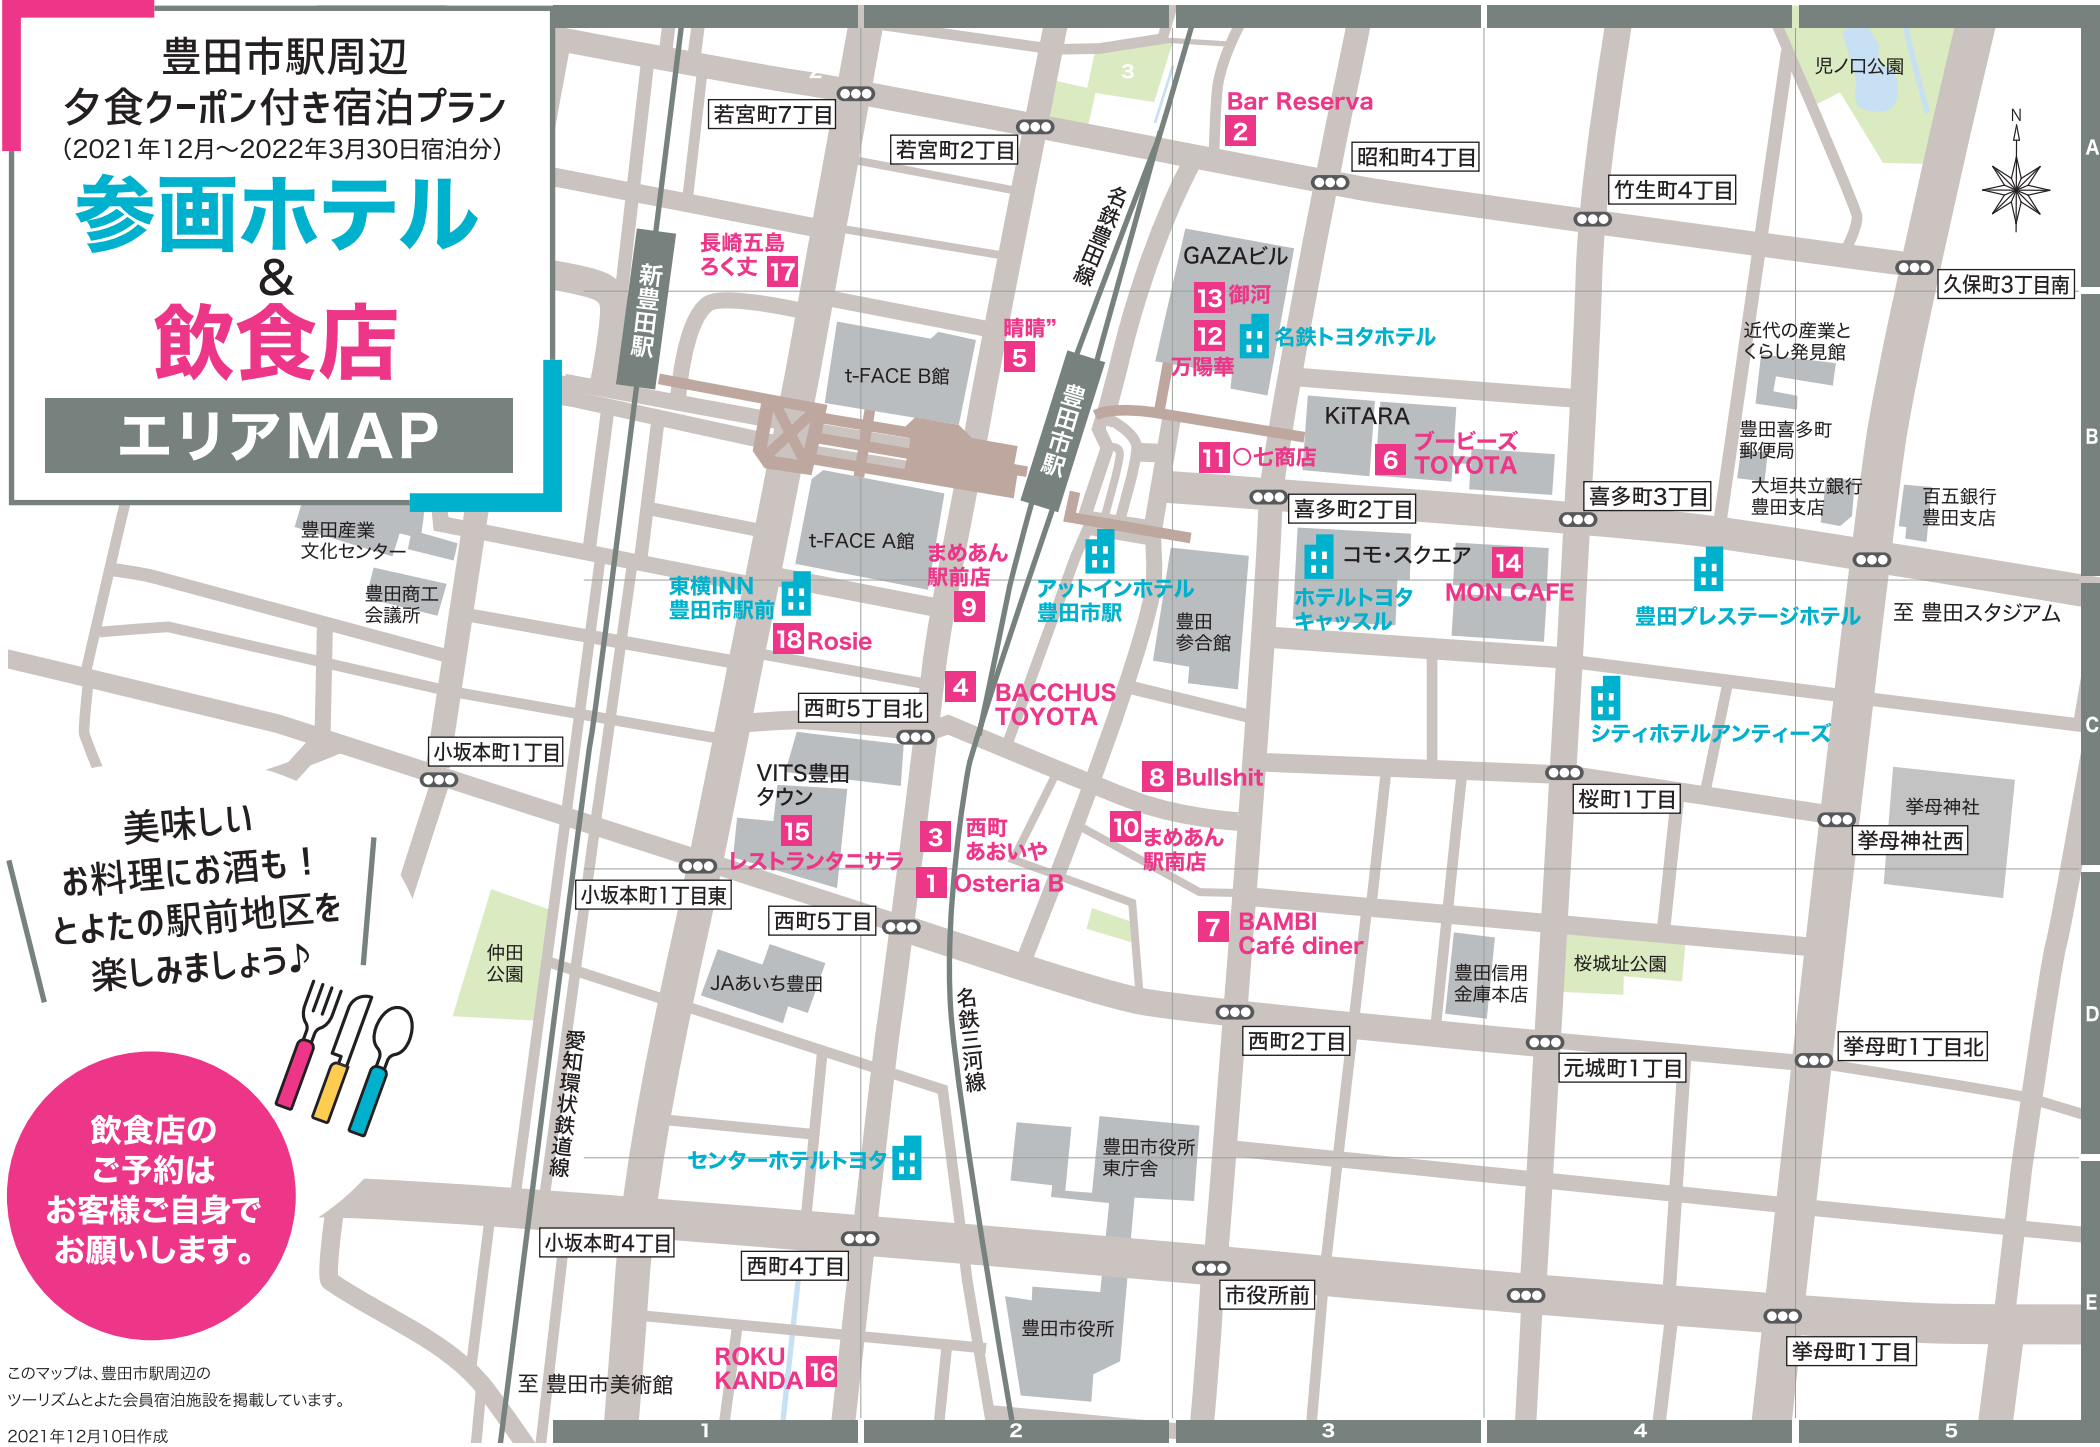 豊田市駅周辺
夕食クーポン付き宿泊プラン
（2021年12月～2022年3月30日宿泊分）
参画ホテル
&
飲食店
エリアMAP
美味しい
お料理にお酒も！
とよたの駅前地区を
楽しみましょう♪
飲食店の
ご予約は
お客様ご自身で
お願いします。
このマップは、豊田市駅周辺の
ツーリズムとよた会員宿泊施設を掲載しています。
2021年12月10日作成
2
3
若宮町7丁目
若宮町2丁目
Bar Reserva
2
昭和町4丁目
竹生町4丁目
児ノ口公園
N
久保町3丁目南
A
名鉄豊田線
新豊田駅
長崎五島
ろく丈
17
GAZAビル
13
御河
12
万陽華
名鉄トヨタホテル
晴晴”
5
t-FACE B館
豊田市駅
近代の産業と
くらし発見館
KiTARA
11
〇七商店
6
ブービーズ
TOYOTA
豊田喜多町
郵便局
B
大垣共立銀行
豊田支店
百五銀行
豊田支店
喜多町2丁目
喜多町3丁目
豊田産業
文化センター
豊田商工
会議所
t-FACE A館
まめあん
駅前店
9
東横INN
豊田市駅前
18
Rosie
アットインホテル
豊田市駅
豊田
参合館
コモ・スクエア
ホテルトヨタ
キャッスル
14
MON CAFE
豊田プレステージホテル
至 豊田スタジアム
4
BACCHUS
TOYOTA
西町5丁目北
小坂本町1丁目
シティホテルアンティーズ
C
VITS豊田
タウン
15
レストランタニサラ
8
Bullshit
3
西町
あおいや
10
まめあん
駅南店
1
Osteria B
桜町1丁目
挙母神社
挙母神社西
小坂本町1丁目東
西町5丁目
7
BAMBI
Café diner
仲田
公園
JAあいち豊田
豊田信用
金庫本店
桜城址公園
名鉄三河線
愛知環状鉄道線
西町2丁目
元城町1丁目
挙母町1丁目北
D
センターホテルトヨタ
豊田市役所
東庁舎
小坂本町4丁目
西町4丁目
市役所前
豊田市役所
挙母町1丁目
E
ROKU
KANDA
16
至 豊田市美術館
1
2
3
4
5